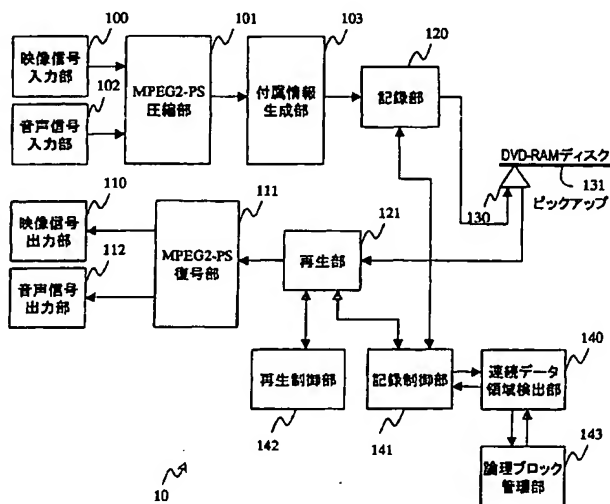 100
101
103
120
映像信号
入力部
102
音声信号
入力部
MPEG2-PS
圧縮部
付属情報
生成部
記録部
DVD-RAMディスク
131
130
ピックアップ
110
111
121
映像信号
出力部
112
音声信号
出力部
MPEG2-PS
復号部
再生部
140
再生制御部
記録制御部
連続データ
領域検出部
142
141
143
論理ブロック
管理部
10